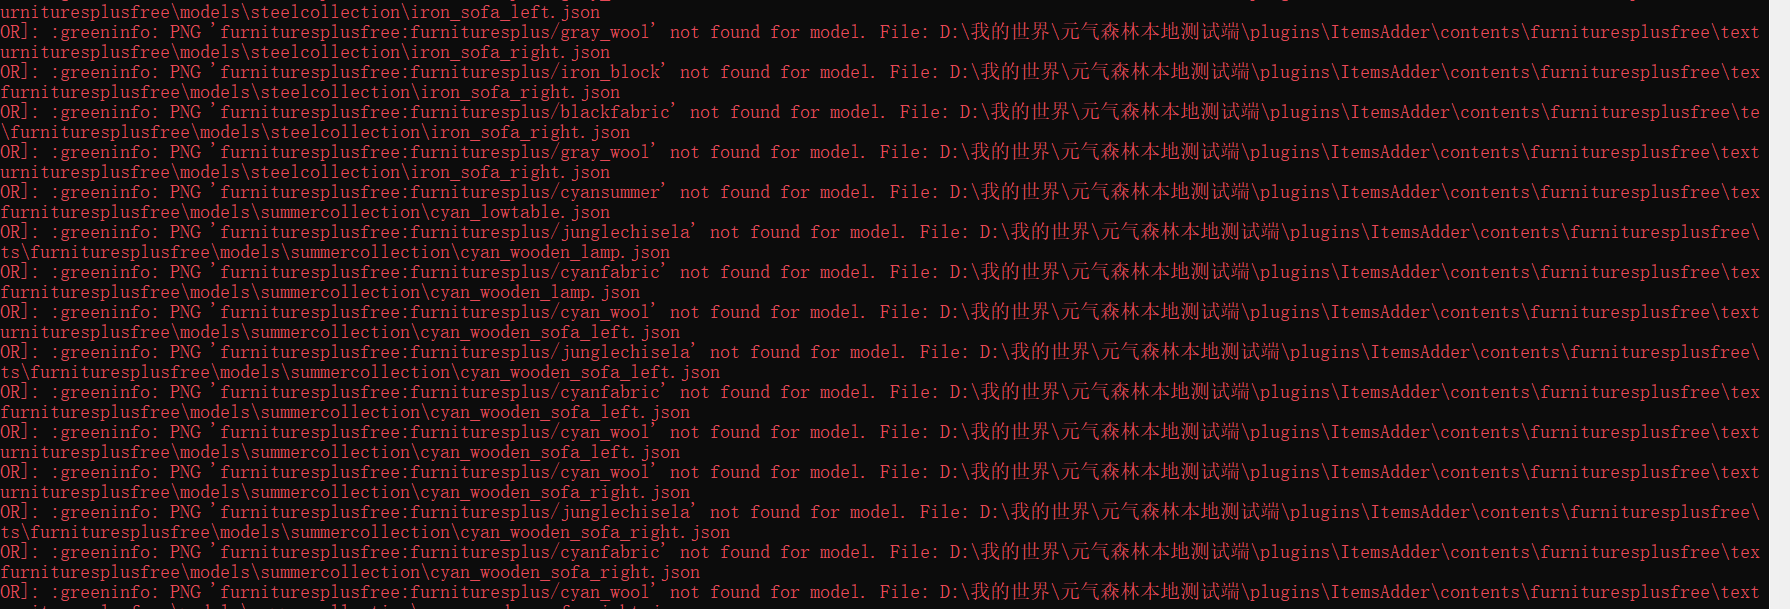 urnituresplusfree\models\steelcollection\iron_sofa_left.json
OR]: :greeninfo: PNG 'furnituresplusfree:furnituresplus/gray_wool' not found for model. File: D:\我的世界\元气森林本地测试端\plugins\ItemsAdder\contents\furnituresplusfree\text
urnituresplusfree\models\steelcollection\iron_sofa_right.json
OR]: :greeninfo: PNG 'furnituresplusfree:furnituresplus/iron_block' not found for model. File: D:\我的世界\元气森林本地测试端\plugins\ItemsAdder\contents\furnituresplusfree\tex
furnituresplusfree\models\steelcollection\iron_sofa_right.json
OR]: :greeninfo: PNG 'furnituresplusfree:furnituresplus/blackfabric' not found for model. File: D:\我的世界\元气森林本地测试端\plugins\ItemsAdder\contents\furnituresplusfree\te
\furnituresplusfree\models\steelcollection\iron_sofa_right.json
OR]: :greeninfo: PNG 'furnituresplusfree:furnituresplus/gray_wool' not found for model. File: D:\我的世界\元气森林本地测试端\plugins\ItemsAdder\contents\furnituresplusfree\text
urnituresplusfree\models\steelcollection\iron_sofa_right.json
OR]: :greeninfo: PNG 'furnituresplusfree:furnituresplus/cyansummer' not found for model. File: D:\我的世界\元气森林本地测试端\plugins\ItemsAdder\contents\furnituresplusfree\tex
furnituresplusfree\models\summercollection\cyan_lowtable.json
OR]: :greeninfo: PNG 'furnituresplusfree:furnituresplus/junglechisela' not found for model. File: D:\我的世界\元气森林本地测试端\plugins\ItemsAdder\contents\furnituresplusfree\
ts\furnituresplusfree\models\summercollection\cyan_wooden_lamp.json
OR]: :greeninfo: PNG 'furnituresplusfree:furnituresplus/cyanfabric' not found for model. File: D:\我的世界\元气森林本地测试端\plugins\ItemsAdder\contents\furnituresplusfree\tex
furnituresplusfree\models\summercollection\cyan_wooden_lamp.json
OR]: :greeninfo: PNG 'furnituresplusfree:furnituresplus/cyan_wool' not found for model. File: D:\我的世界\元气森林本地测试端\plugins\ItemsAdder\contents\furnituresplusfree\text
urnituresplusfree\models\summercollection\cyan_wooden_sofa_left.json
OR]: :greeninfo: PNG 'furnituresplusfree:furnituresplus/junglechisela' not found for model. File: D:\我的世界\元气森林本地测试端\plugins\ItemsAdder\contents\furnituresplusfree\
ts\furnituresplusfree\models\summercollection\cyan_wooden_sofa_left.json
OR]: :greeninfo: PNG 'furnituresplusfree:furnituresplus/cyanfabric' not found for model. File: D:\我的世界\元气森林本地测试端\plugins\ItemsAdder\contents\furnituresplusfree\tex
furnituresplusfree\models\summercollection\cyan_wooden_sofa_left.json
OR]: :greeninfo: PNG 'furnituresplusfree:furnituresplus/cyan_wool' not found for model. File: D:\我的世界\元气森林本地测试端\plugins\ItemsAdder\contents\furnituresplusfree\text
urnituresplusfree\models\summercollection\cyan_wooden_sofa_left.json
OR]: :greeninfo: PNG 'furnituresplusfree:furnituresplus/cyan_wool' not found for model. File: D:\我的世界\元气森林本地测试端\plugins\ItemsAdder\contents\furnituresplusfree\text
urnituresplusfree\models\summercollection\cyan_wooden_sofa_right.json
OR]: :greeninfo: PNG 'furnituresplusfree:furnituresplus/junglechisela' not found for model. File: D:\我的世界\元气森林本地测试端\plugins\ItemsAdder\contents\furnituresplusfree\
ts\furnituresplusfree\models\summercollection\cyan_wooden_sofa_right.json
OR]: :greeninfo: PNG 'furnituresplusfree:furnituresplus/cyanfabric' not found for model. File: D:\我的世界\元气森林本地测试端\plugins\ItemsAdder\contents\furnituresplusfree\tex
furnituresplusfree\models\summercollection\cyan_wooden_sofa_right.json
OR]: :greeninfo: PNG 'furnituresplusfree:furnituresplus/cyan_wool' not found for model. File: D:\我的世界\元气森林本地测试端\plugins\ItemsAdder\contents\furnituresplusfree\text